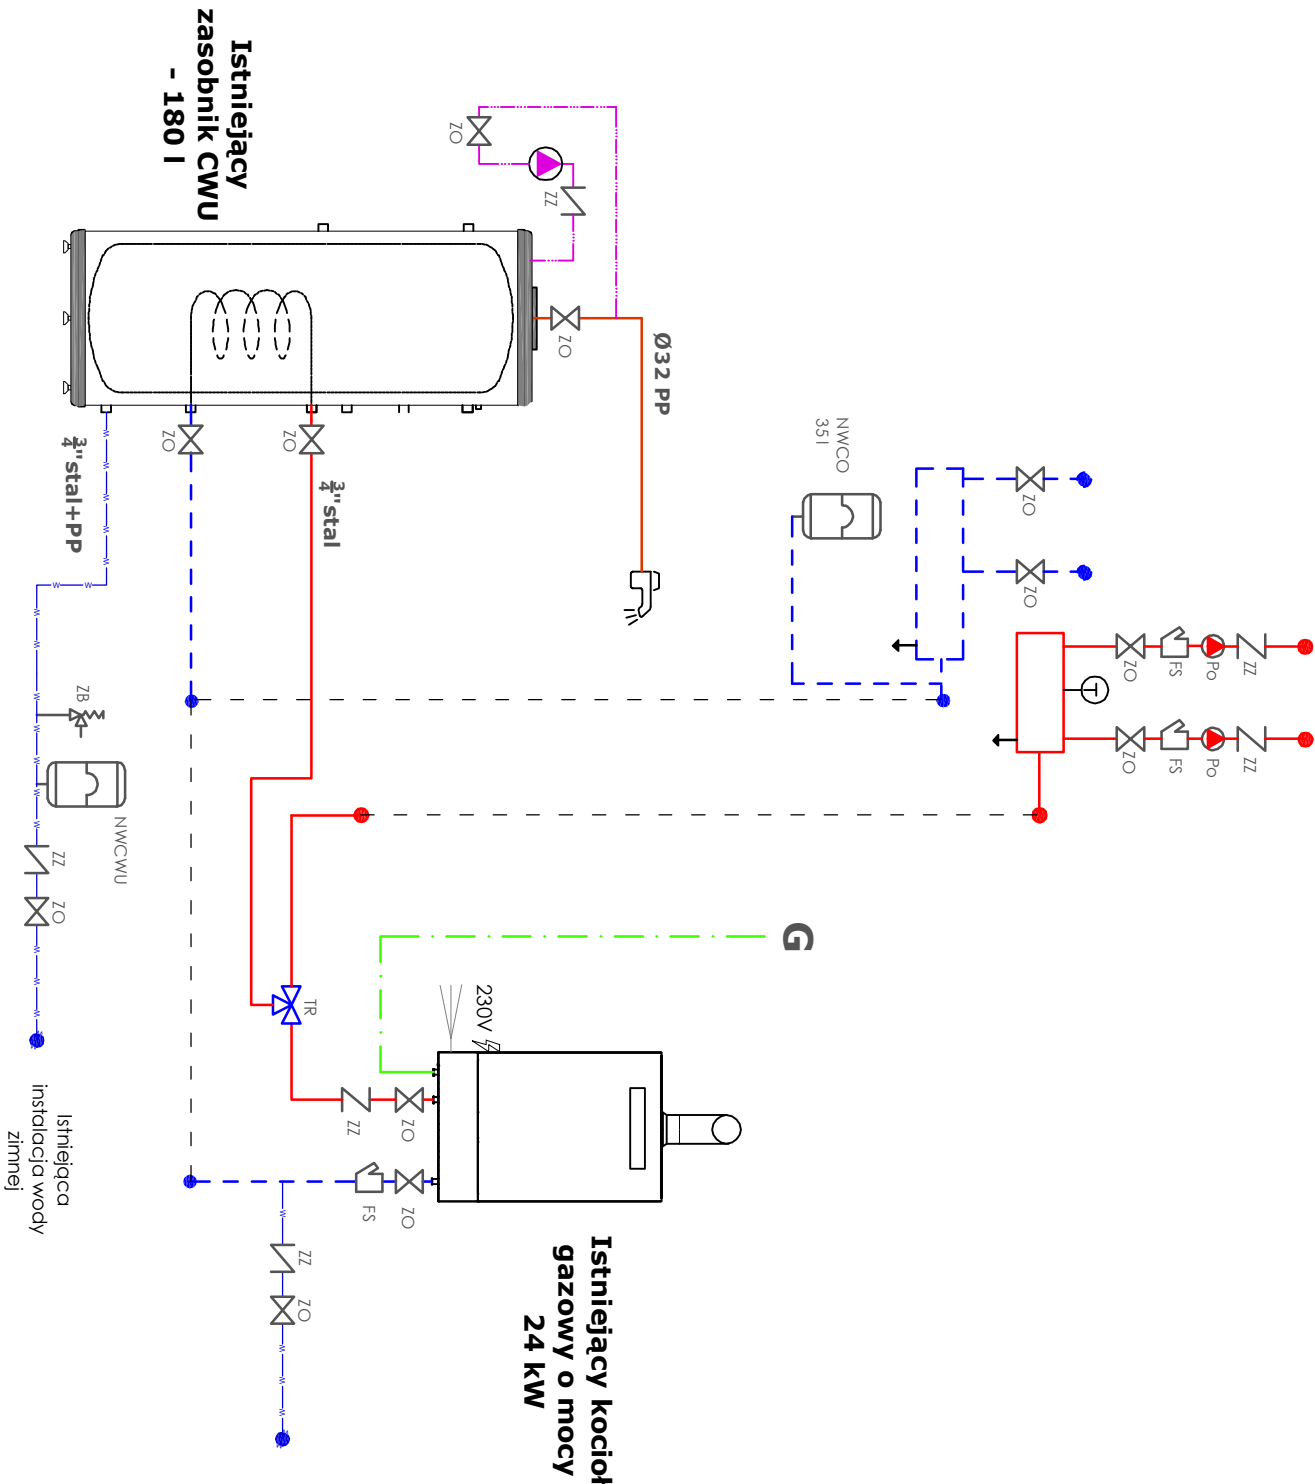 ZZ
ZZ
Po
Po
FS
FS
ZO
ZO
T
ZO
ZO
NWCO
35 l
G
Ø32 PP
Istniejący kocioł
gazowy o mocy
24 kW
ZO
ZZ
230V
ZO
ZO
ZO
FS
ZZ
¾"stal
TR
ZZ
ZO
ZO
Istniejący
zasobnik CWU
- 180 l
ZO
NWCWU
ZB
¾"stal+PP
ZZ
ZO
Istniejąca
instalacja wody
zimnej